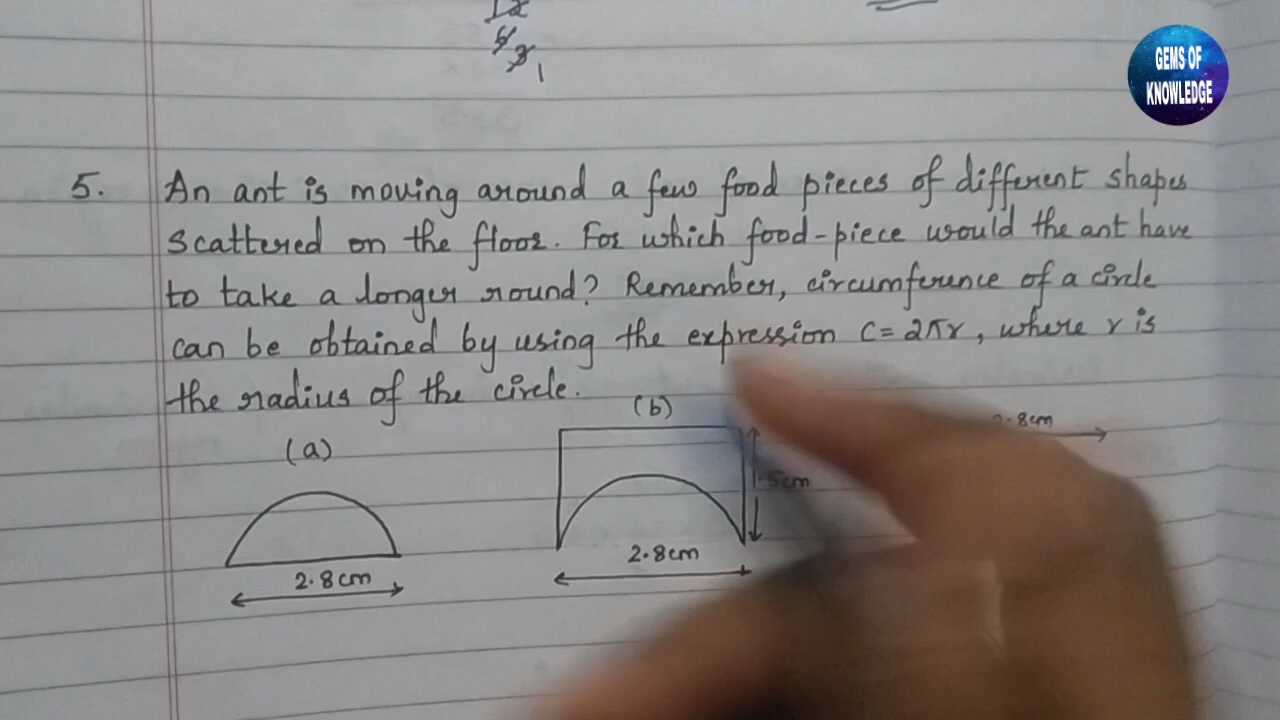 GEMS OF
KNOWLEDGE
5. An ant is moving around a few food pieces of different shapes
scattered on the floor. For which food-piece would the ant have
to take a longer round? Remember, circumference of a circle
can be obtained by using the expression C = 2πr, where r is
the radius of the circle.
(a)
(b)
2.8cm
2.8cm